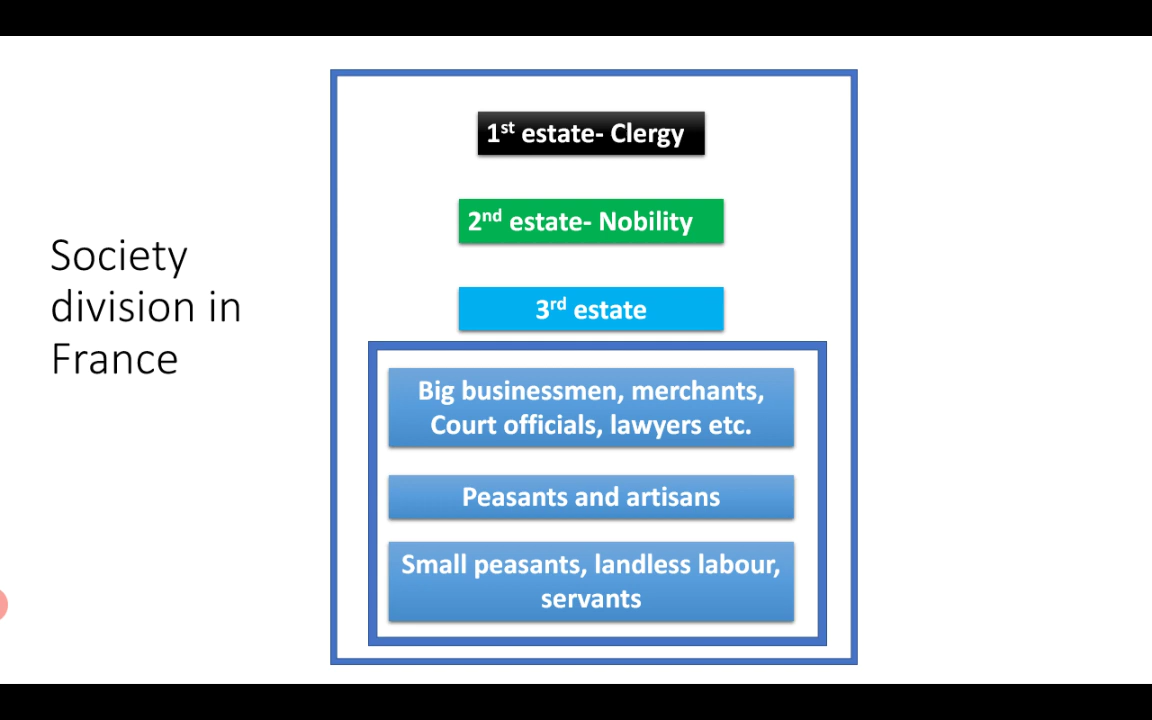 Society
division in
France
1st estate- Clergy
2nd estate- Nobility
3rd estate
Big businessmen, merchants,
Court officials, lawyers etc.
Peasants and artisans
Small peasants, landless labour,
servants